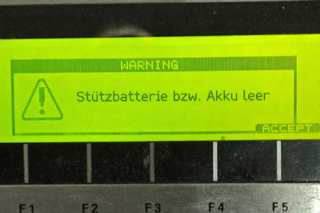 WARNING
Stützbatterie bzw. Akku leer
ACCEPT
F1 F2 F3 F4 F5